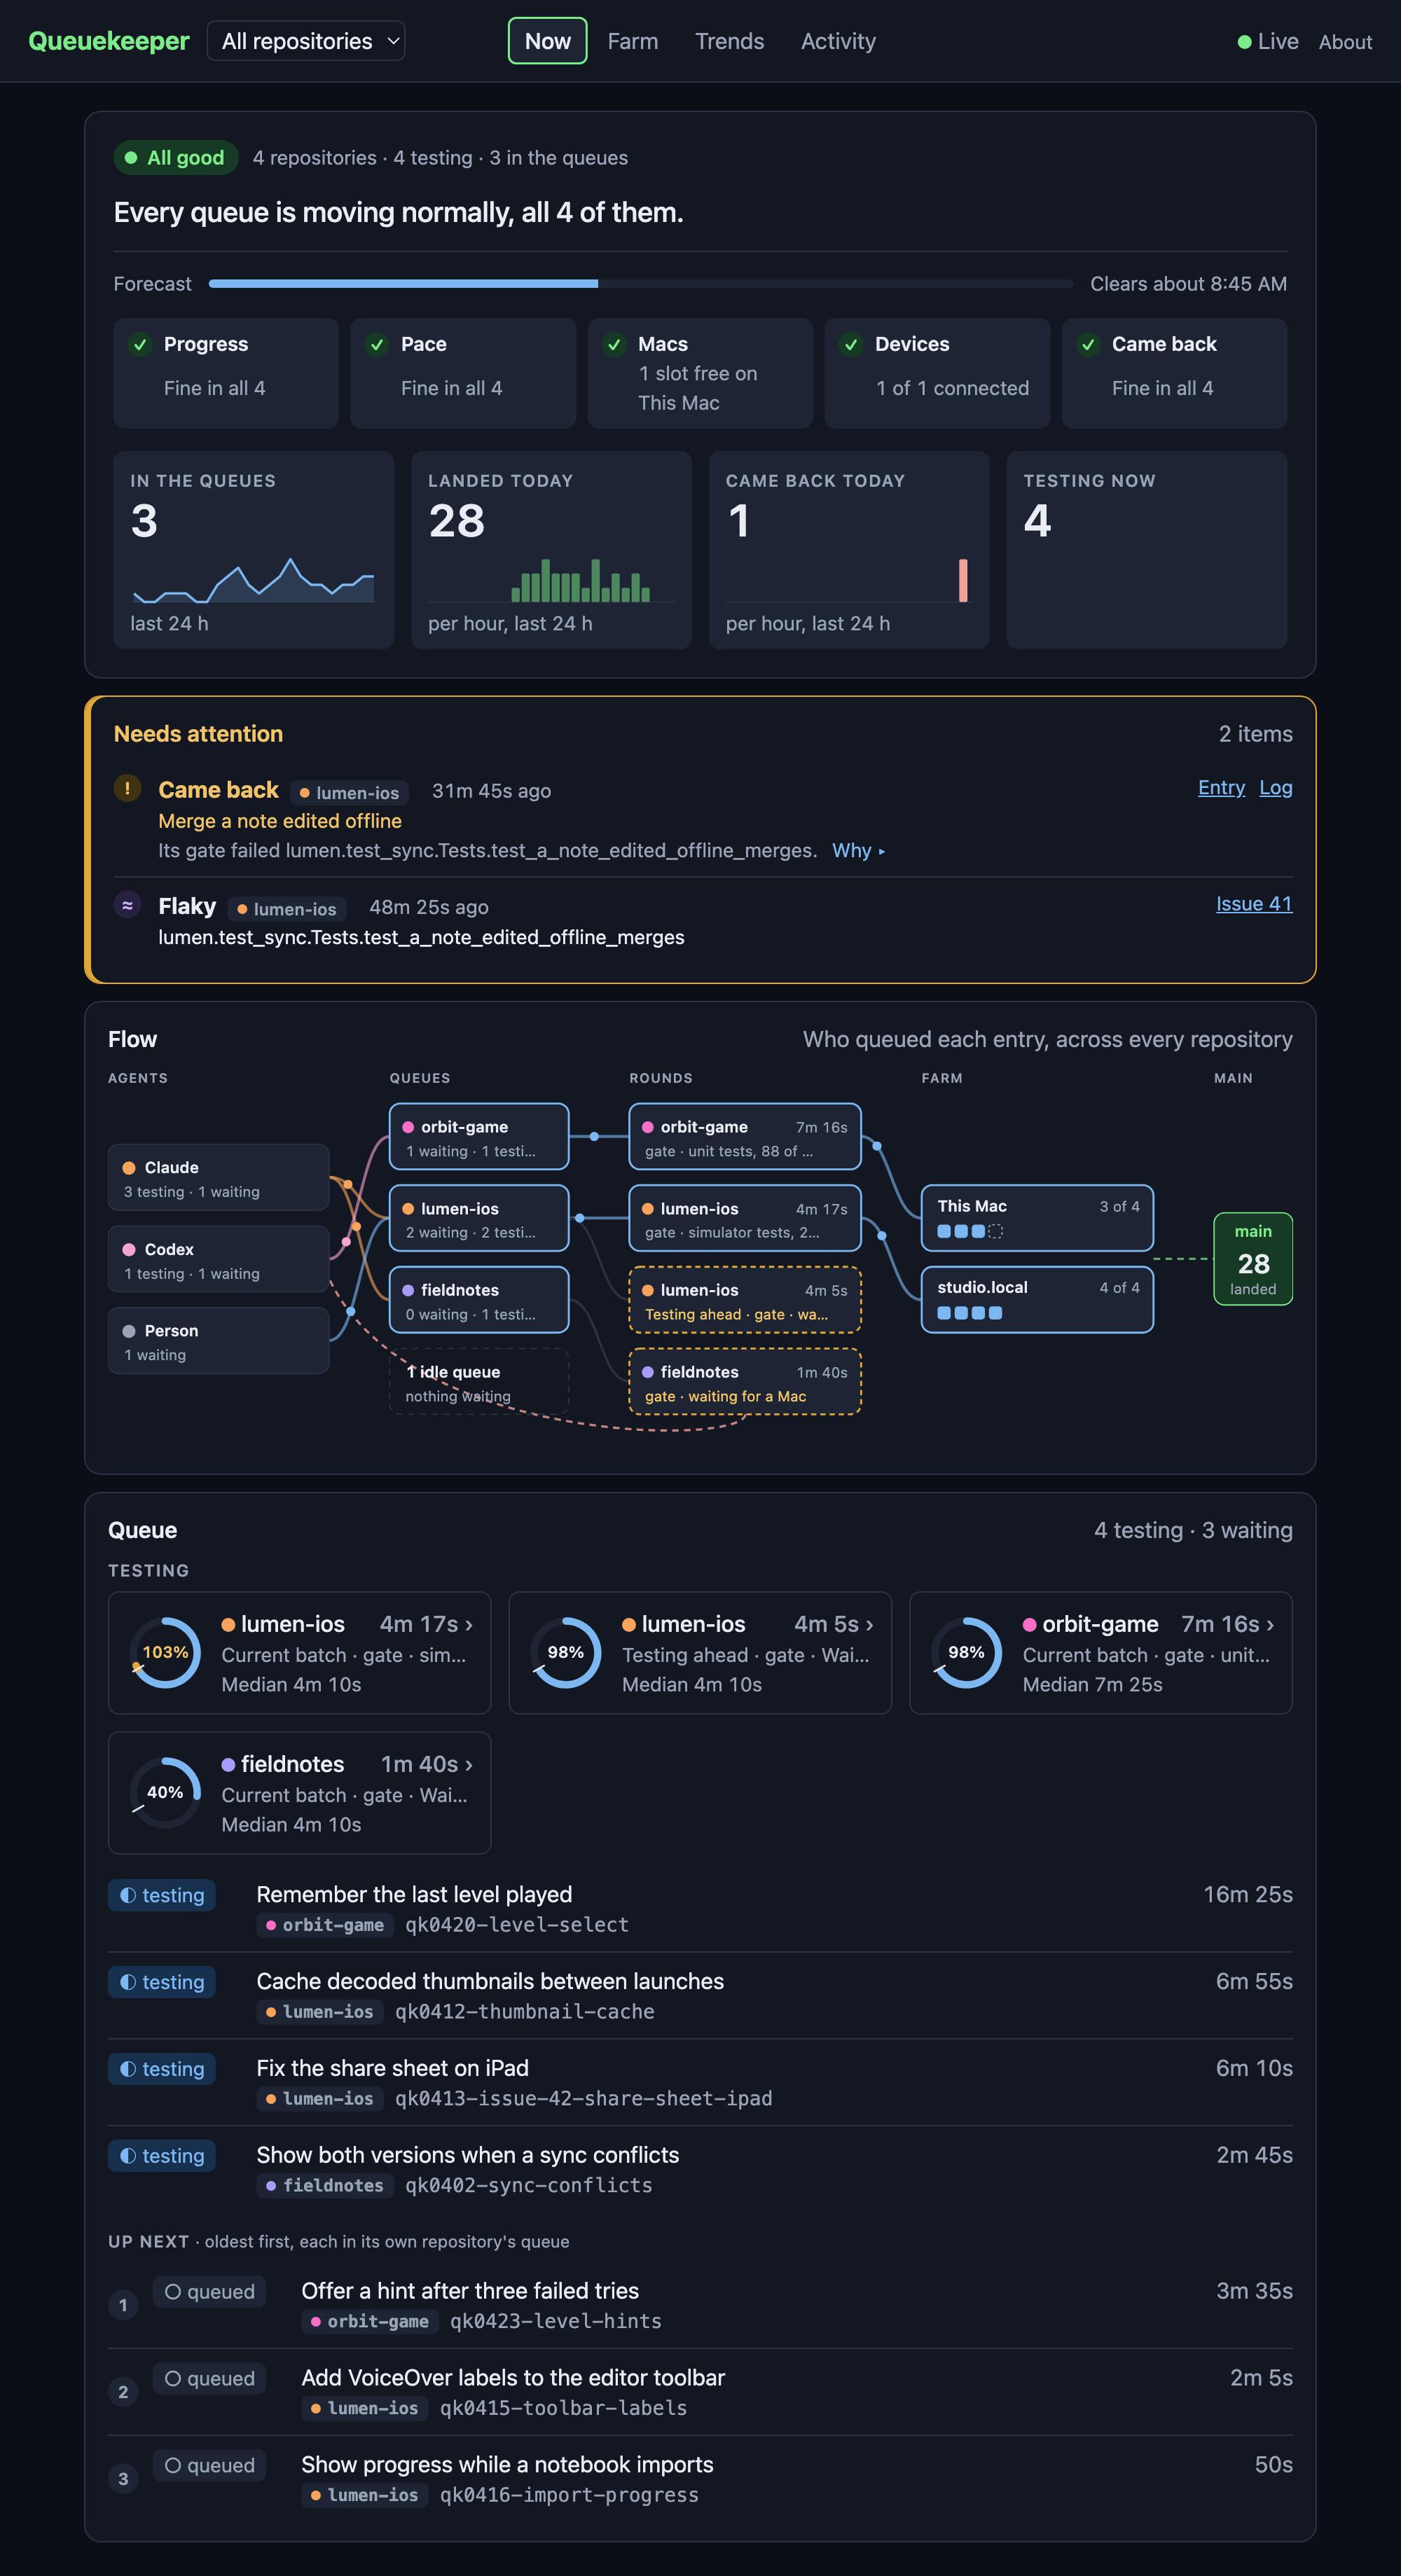 Queuekeeper All repositories Now Farm Trends Activity Live About
All good 4 repositories · 4 testing · 3 in the queues
Every queue is moving normally, all 4 of them.
Forecast Clears about 8:45 AM
Progress
Fine in all 4
Pace
Fine in all 4
Macs
1 slot free on
This Mac
Devices
1 of 1 connected
Came back
Fine in all 4
IN THE QUEUES
3
last 24 h
LANDED TODAY
28
per hour, last 24 h
CAME BACK TODAY
1
per hour, last 24 h
TESTING NOW
4
Needs attention 2 items
! Came back lumen-ios 31m 45s ago Entry Log
Merge a note edited offline
Its gate failed lumen.test_sync.Tests.test_a_note_edited_offline_merges. Why ▸
≈ Flaky lumen-ios 48m 25s ago Issue 41
lumen.test_sync.Tests.test_a_note_edited_offline_merges
Flow Who queued each entry, across every repository
AGENTS QUEUES ROUNDS FARM MAIN
Claude
3 testing · 1 waiting
Codex
1 testing · 1 waiting
Person
1 waiting
orbit-game
1 waiting · 1 testi...
lumen-ios
2 waiting · 2 testi...
fieldnotes
0 waiting · 1 testi...
1 idle queue
nothing waiting
orbit-game 7m 16s
gate · unit tests, 88 of ...
lumen-ios 4m 17s
gate · simulator tests, 2...
lumen-ios 4m 5s
Testing ahead · gate · wa...
fieldnotes 1m 40s
gate · waiting for a Mac
This Mac 3 of 4
studio.local 4 of 4
main
28
landed
Queue 4 testing · 3 waiting
TESTING
103% lumen-ios 4m 17s ›
Current batch · gate · sim...
Median 4m 10s
98% lumen-ios 4m 5s ›
Testing ahead · gate · Wai...
Median 4m 10s
98% orbit-game 7m 16s ›
Current batch · gate · unit...
Median 7m 25s
40% fieldnotes 1m 40s ›
Current batch · gate · Wai...
Median 4m 10s
testing Remember the last level played 16m 25s
orbit-game qk0420-level-select
testing Cache decoded thumbnails between launches 6m 55s
lumen-ios qk0412-thumbnail-cache
testing Fix the share sheet on iPad 6m 10s
lumen-ios qk0413-issue-42-share-sheet-ipad
testing Show both versions when a sync conflicts 2m 45s
fieldnotes qk0402-sync-conflicts
UP NEXT · oldest first, each in its own repository's queue
1 queued Offer a hint after three failed tries 3m 35s
orbit-game qk0423-level-hints
2 queued Add VoiceOver labels to the editor toolbar 2m 5s
lumen-ios qk0415-toolbar-labels
3 queued Show progress while a notebook imports 50s
lumen-ios qk0416-import-progress